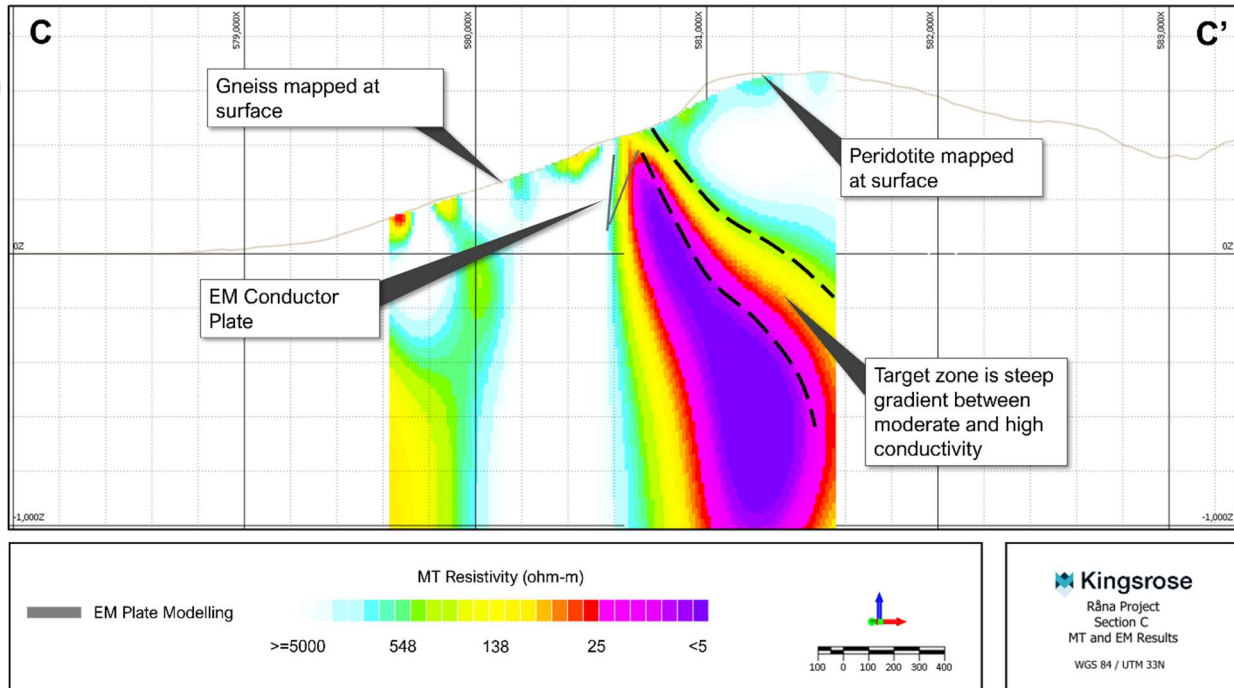 C
C'
579,000X
580,000X
581,000X
582,000X
583,000X
Gneiss mapped at
surface
Peridotite mapped
at surface
0Z
0Z
EM Conductor
Plate
Target zone is steep
gradient between
moderate and high
conductivity
-1,000Z
-1,000Z
MT Resistivity (ohm-m)
EM Plate Modelling
>=5000 548 138 25 <5
100 0 100 200 300 400
Kingsrose
Råna Project
Section C
MT and EM Results
WGS 84 / UTM 33N